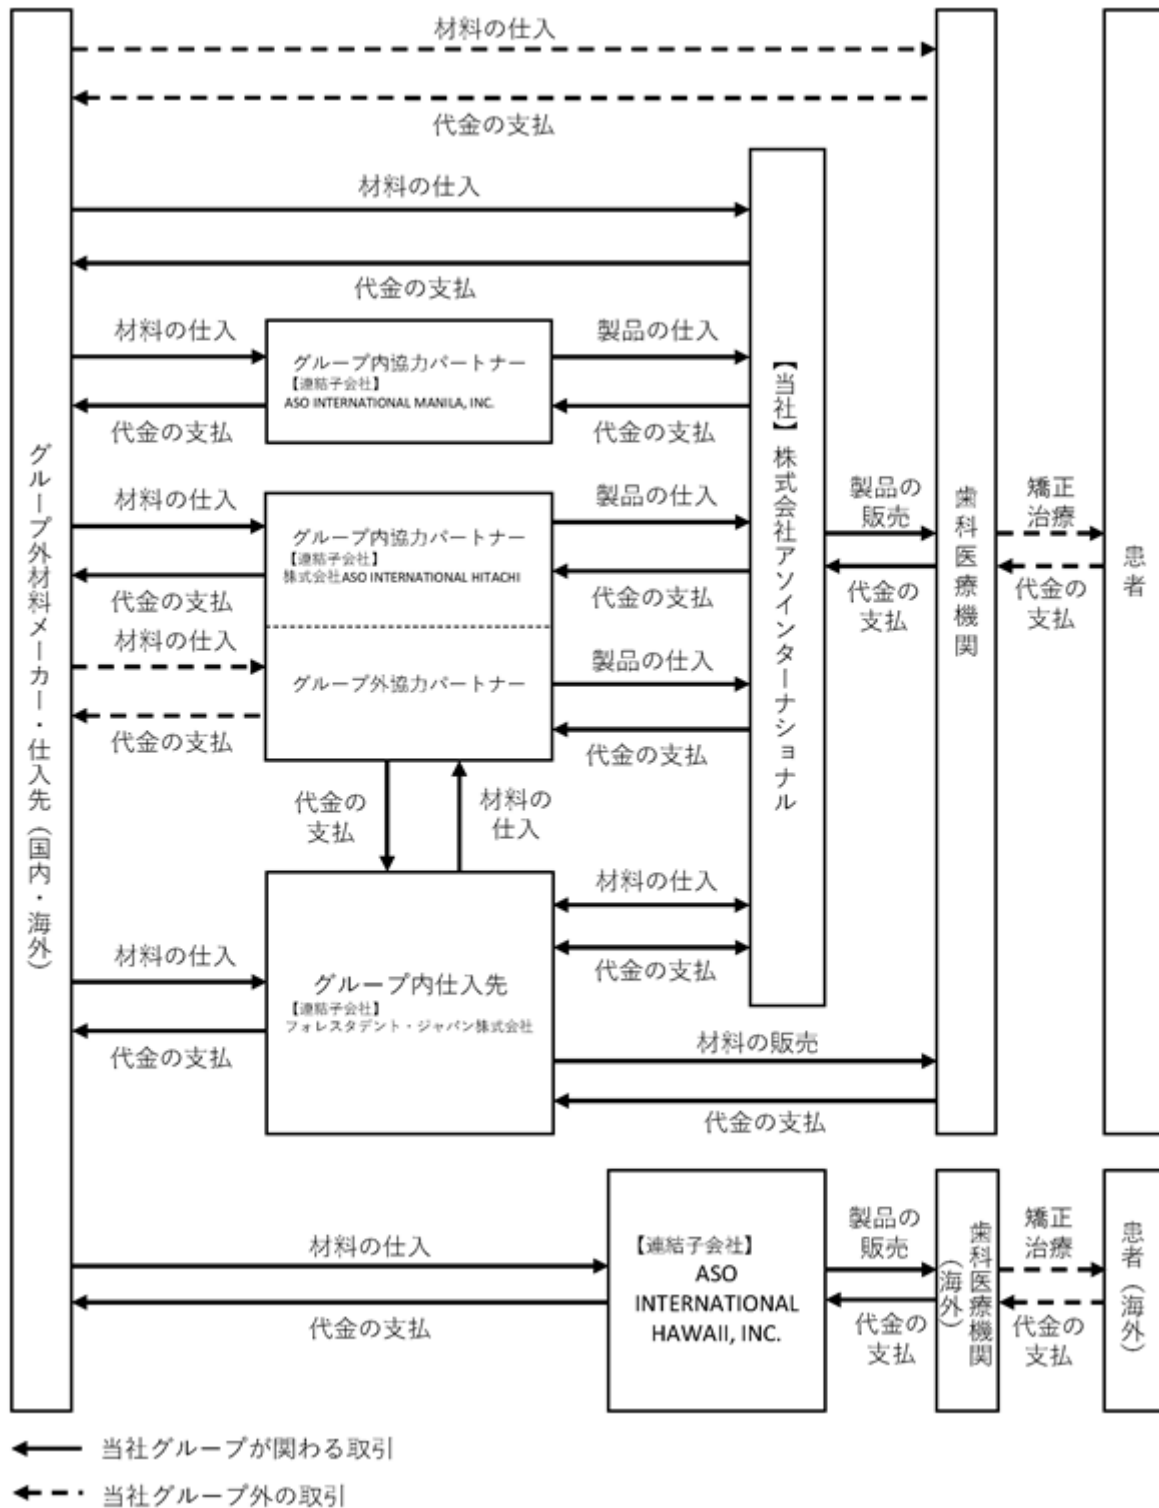 材料の仕入
代金の支払
材料の仕入
代金の支払
材料の仕入
製品の仕入
グループ内協力パートナー
【連結子会社】
ASO INTERNATIONAL MANILA, INC.
代金の支払
代金の支払
材料の仕入
製品の仕入
グループ内協力パートナー
【連結子会社】
株式会社ASO INTERNATIONAL HITACHI
代金の支払
代金の支払
材料の仕入
製品の仕入
グループ外協力パートナー
代金の支払
代金の支払
代金の
支払
材料の
仕入
材料の仕入
代金の支払
材料の仕入
グループ内仕入先
【連結子会社】
フォレスタデント・ジャパン株式会社
代金の支払
材料の販売
代金の支払
グループ外材料メーカー・仕入先（国内・海外）
【当社】株式会社アソインターナショナル
製品の
販売
代金の
支払
歯科医療機関
矯正
治療
代金の
支払
患者
材料の仕入
代金の支払
【連結子会社】
ASO
INTERNATIONAL
HAWAII, INC.
製品の
販売
代金の
支払
歯科医療機関
（海外）
矯正
治療
代金の
支払
患者（海外）
当社グループが関わる取引
当社グループ外の取引